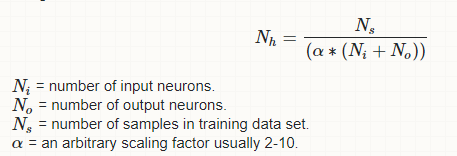 N_h = N_s / (α * (N_i + N_o))
N_i = number of input neurons.
N_o = number of output neurons.
N_s = number of samples in training data set.
α = an arbitrary scaling factor usually 2-10.